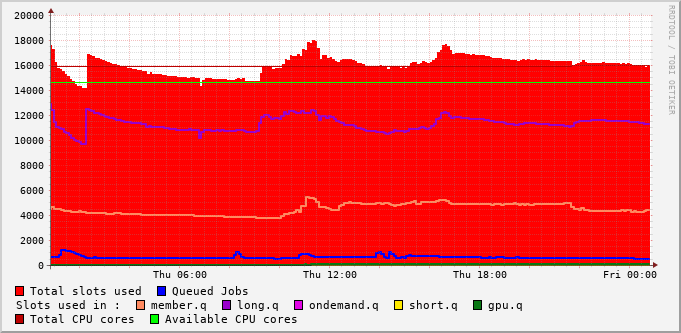 20000
18000
16000
14000
12000
10000
8000
6000
4000
2000
0
Thu 06:00 Thu 12:00 Thu 18:00 Fri 00:00
RRDTOOL / TOBI OETIKER
Total slots used Queued Jobs
Slots used in : member.q long.q ondemand.q short.q gpu.q
Total CPU cores Available CPU cores